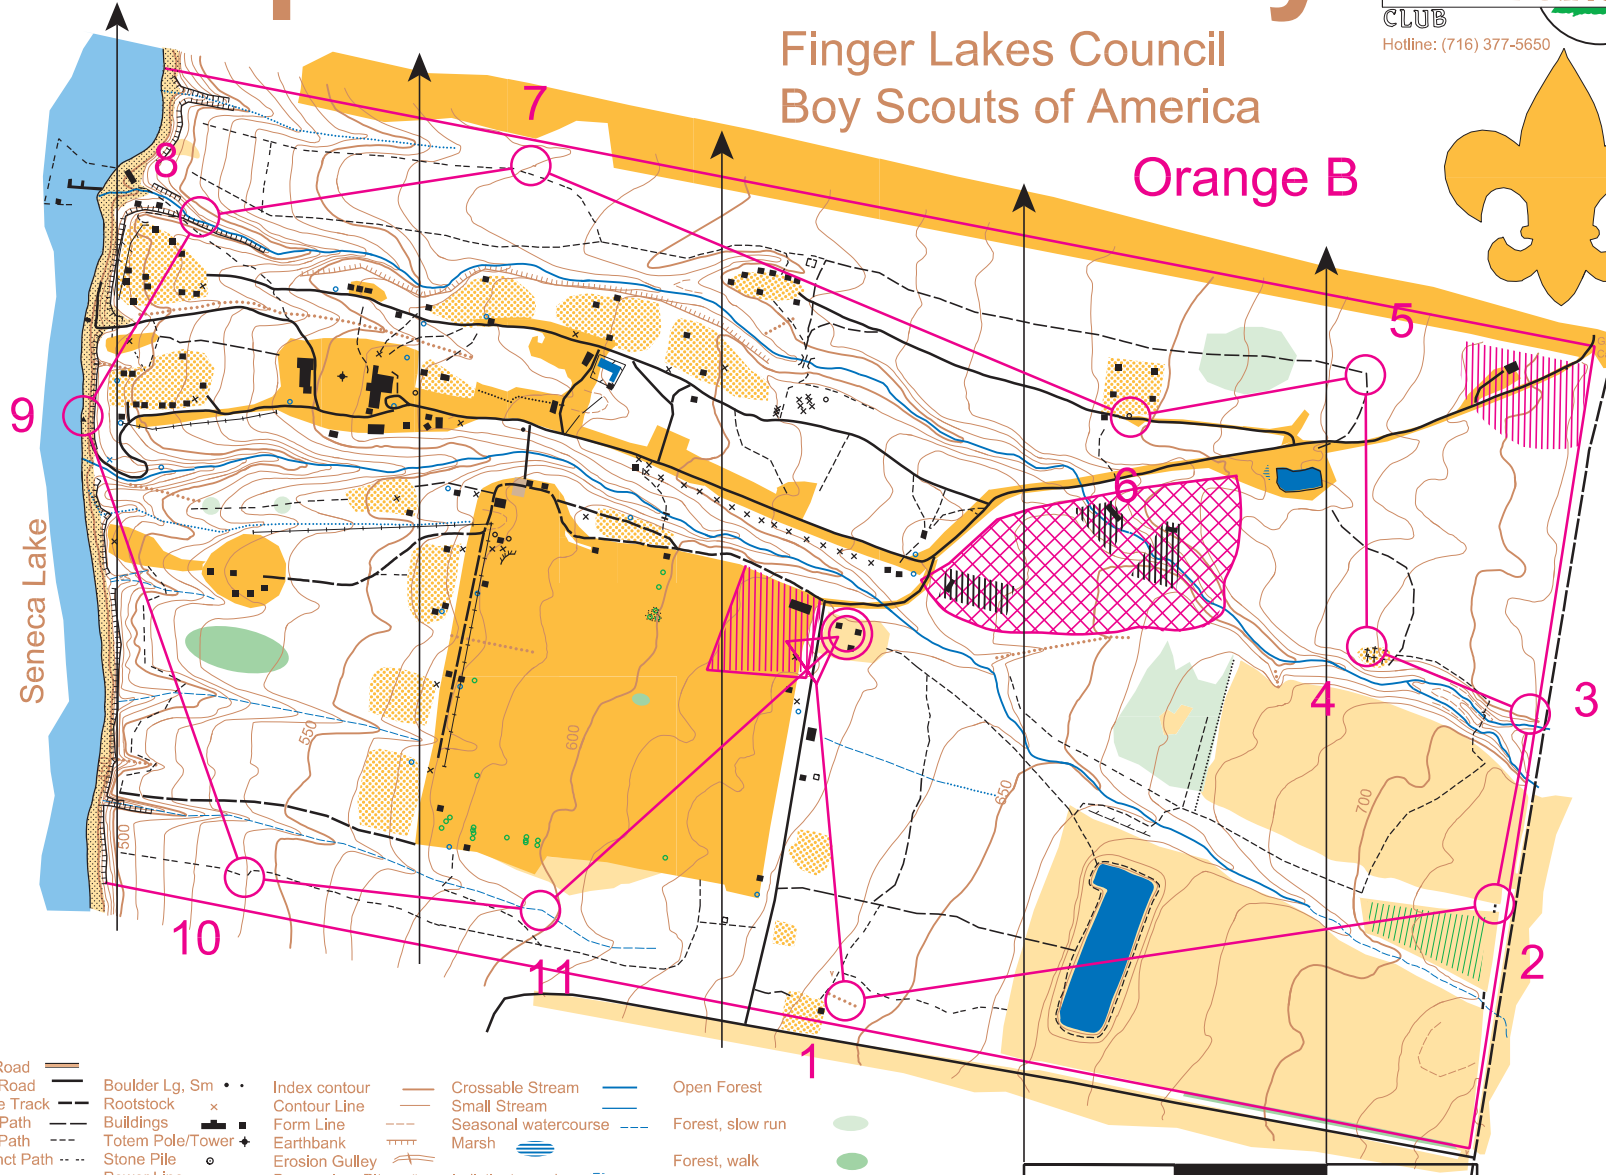 CLUB
Hotline: (716) 377-5650
Finger Lakes Council
Boy Scouts of America
Orange B
7
8
5
9
6
Seneca Lake
4
3
550
600
650
700
500
10
11
2
1
Road
Road
Track
Path
Path
Path
Boulder Lg, Sm
Rootstock
Buildings
Totem Pole/Tower
Stone Pile
Index contour
Contour Line
Form Line
Earthbank
Erosion Gulley
Crossable Stream
Small Stream
Seasonal watercourse
Marsh
Open Forest
Forest, slow run
Forest, walk